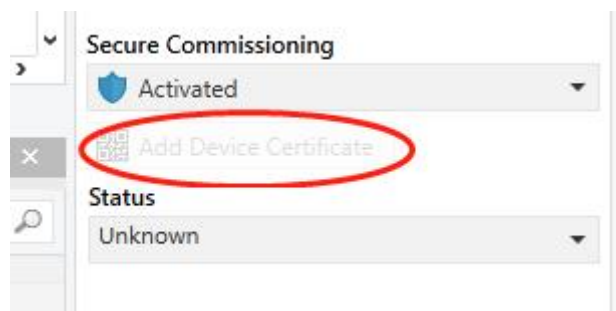 Secure Commissioning
Activated
Add Device Certificate
Status
Unknown